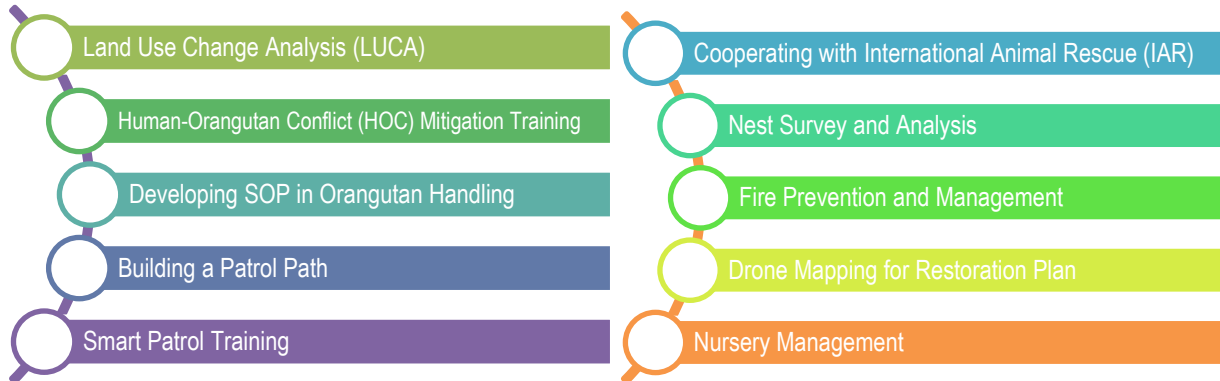 Land Use Change Analysis (LUCA)
Human-Orangutan Conflict (HOC) Mitigation Training
Developing SOP in Orangutan Handling
Building a Patrol Path
Smart Patrol Training
Cooperating with International Animal Rescue (IAR)
Nest Survey and Analysis
Fire Prevention and Management
Drone Mapping for Restoration Plan
Nursery Management